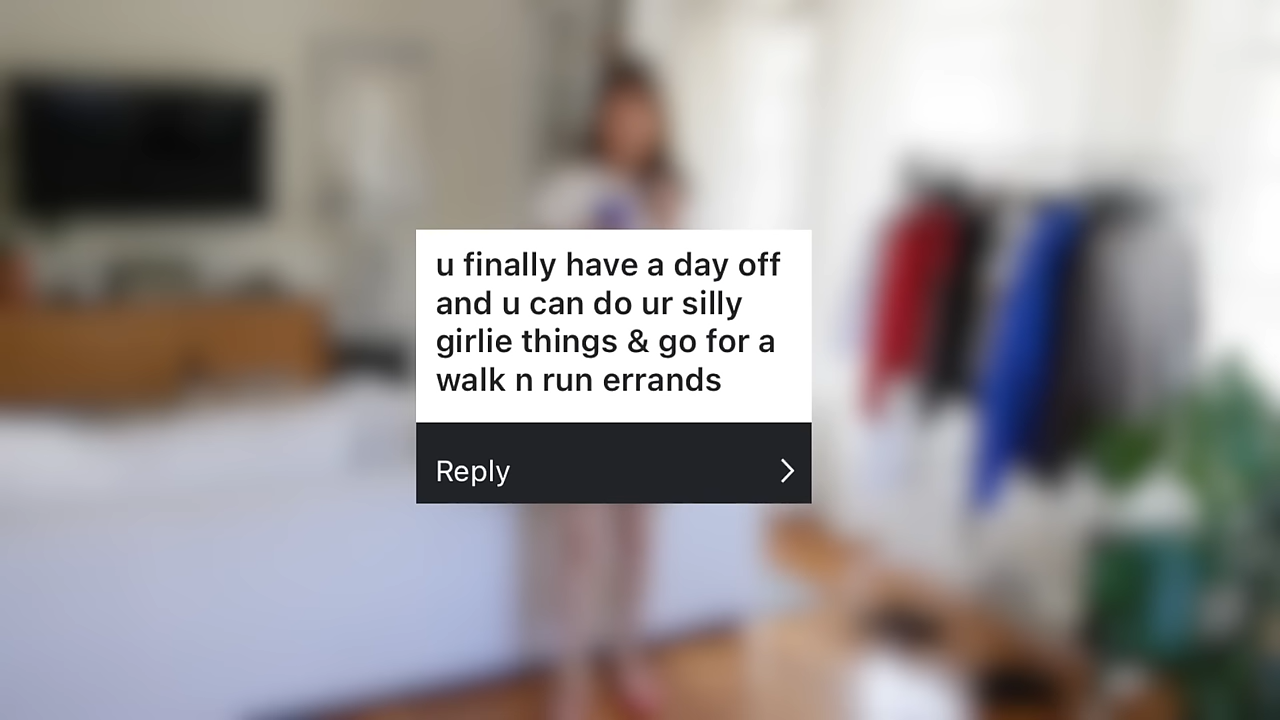 u finally have a day off
and u can do ur silly
girlie things & go for a
walk n run errands
Reply